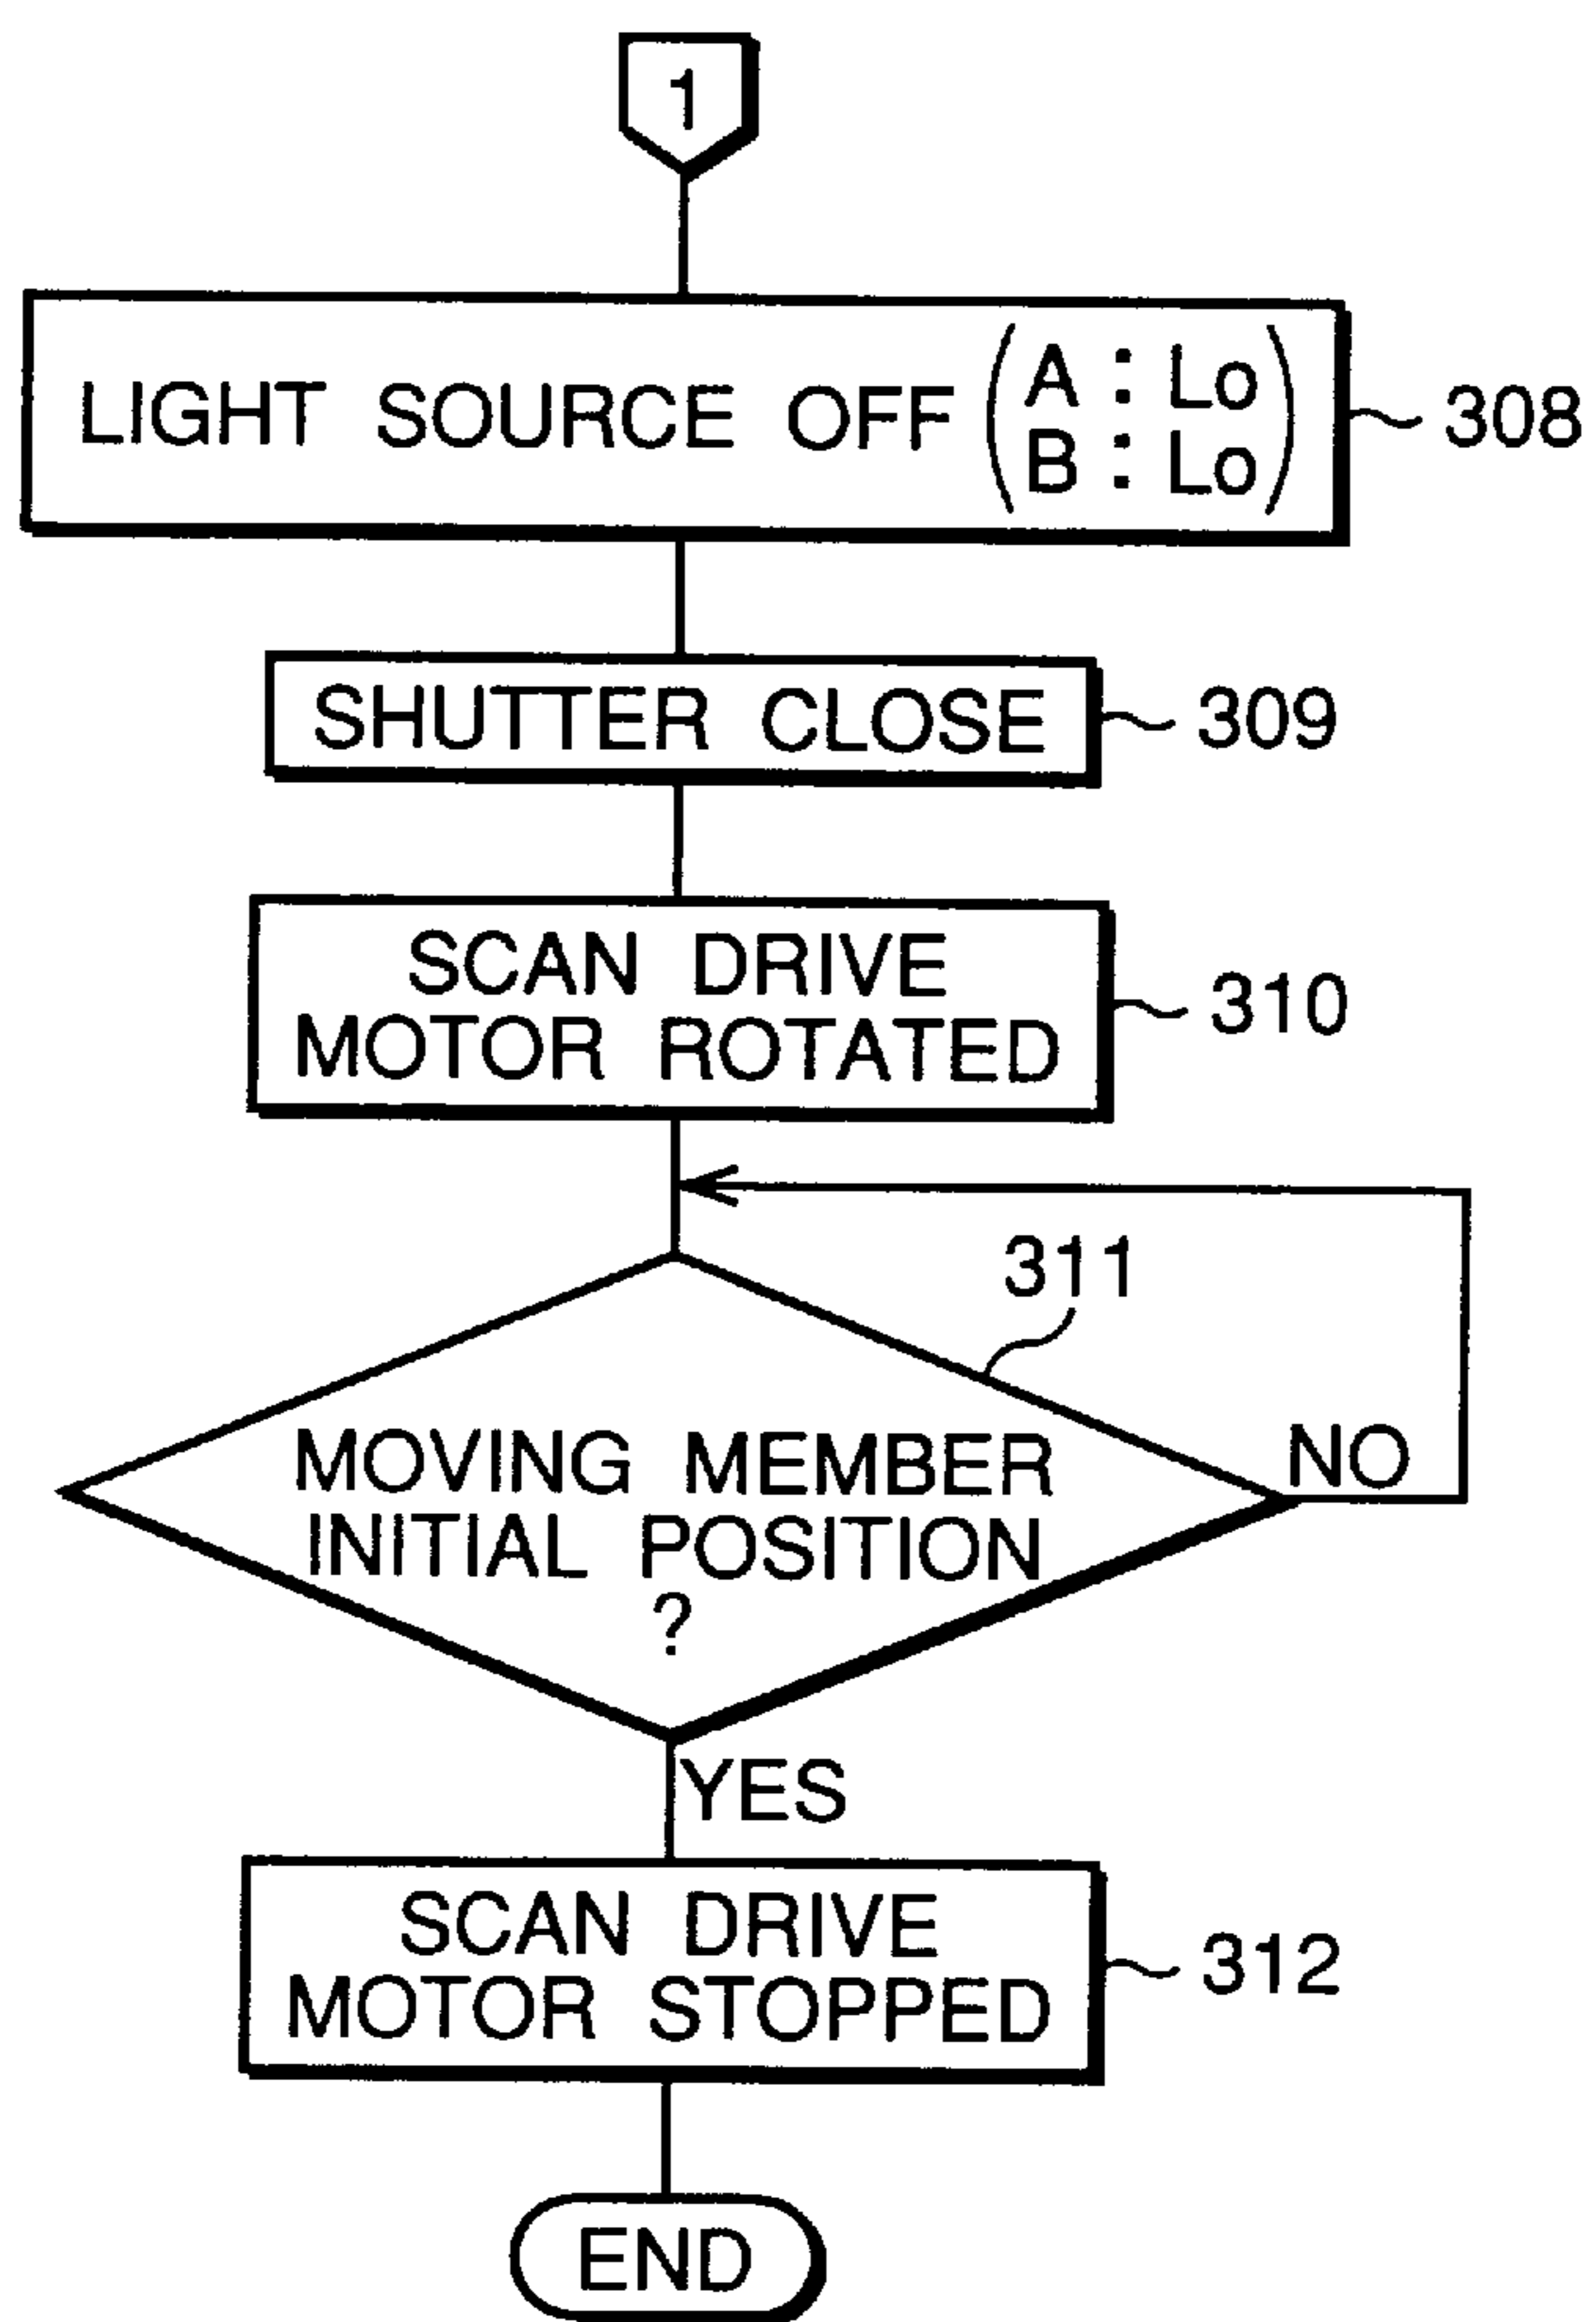 1
LIGHT SOURCE OFF (A : Lo
B : Lo) 308
SHUTTER CLOSE 309
SCAN DRIVE
MOTOR ROTATED 310
311
MOVING MEMBER
INITIAL POSITION
?
NO
YES
SCAN DRIVE
MOTOR STOPPED 312
END